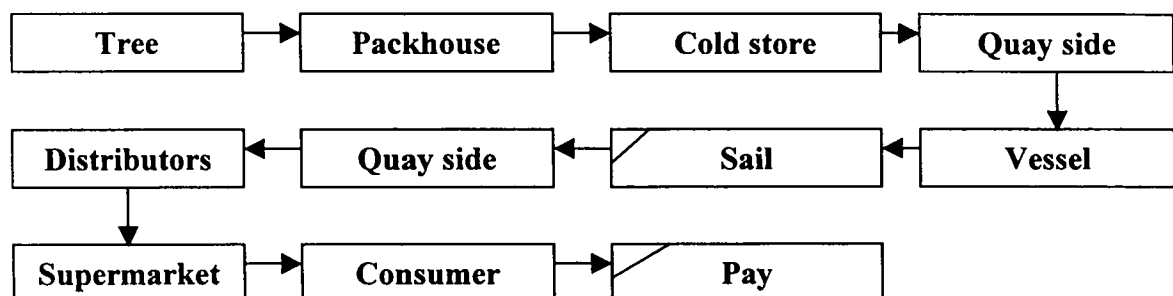 Tree Packhouse Cold store Quay side
Distributors Quay side Sail Vessel
Supermarket Consumer Pay